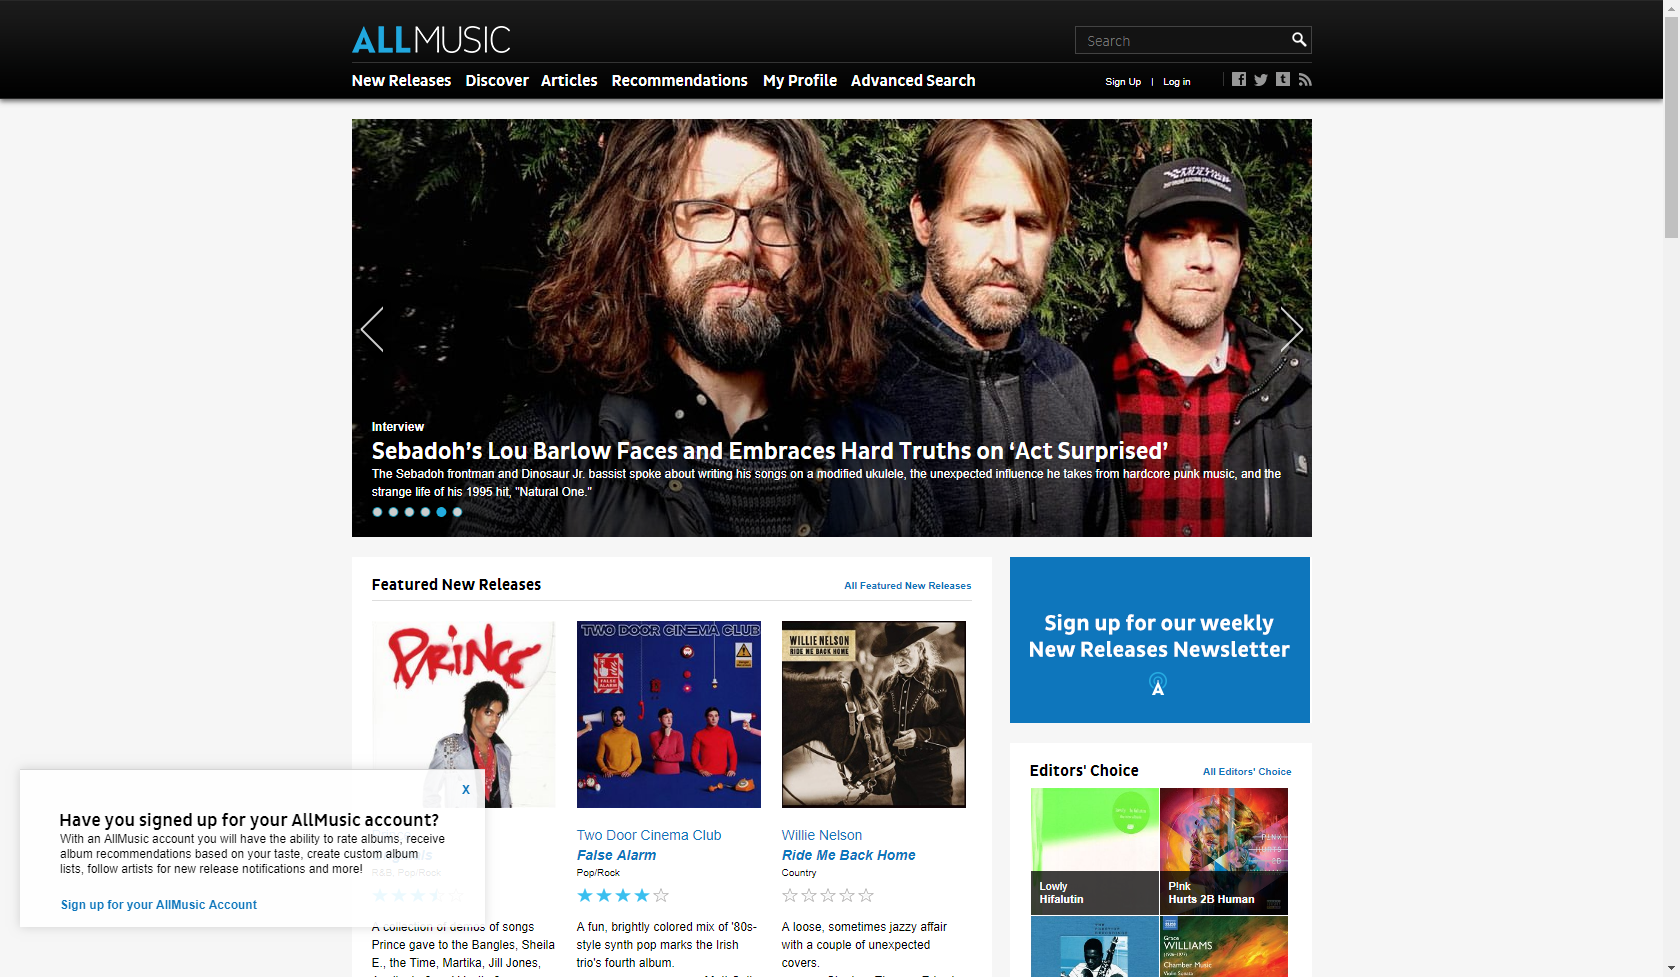 ALLMUSIC
Search
New Releases Discover Articles Recommendations My Profile Advanced Search
Sign Up | Log in
Interview
Sebadoh's Lou Barlow Faces and Embraces Hard Truths on 'Act Surprised'
The Sebadoh frontman and Dinosaur Jr. bassist spoke about writing his songs on a modified ukulele, the unexpected influence he takes from hardcore punk music, and the
strange life of his 1995 hit, "Natural One."
Featured New Releases
All Featured New Releases
PRINCE
TWO DOOR CINEMA CLUB
FALSE ALARM
WILLIE NELSON
RIDE ME BACK HOME
Two Door Cinema Club
False Alarm
Pop/Rock
Willie Nelson
Ride Me Back Home
Country
R&B, Pop/Rock
A collection of demos of songs
Prince gave to the Bangles, Sheila
E., the Time, Martika, Jill Jones,
A fun, brightly colored mix of '80s-
style synth pop marks the Irish
trio's fourth album.
A loose, sometimes jazzy affair
with a couple of unexpected
covers.
Sign up for our weekly
New Releases Newsletter
Editors' Choice
All Editors' Choice
Lowly
Hifalutin
P!NK
HURTS 2B
P!nk
Hurts 2B Human
Grace
WILLIAMS
Chamber Music
X
Have you signed up for your AllMusic account?
With an AllMusic account you will have the ability to rate albums, receive
album recommendations based on your taste, create custom album
lists, follow artists for new release notifications and more!
Sign up for your AllMusic Account